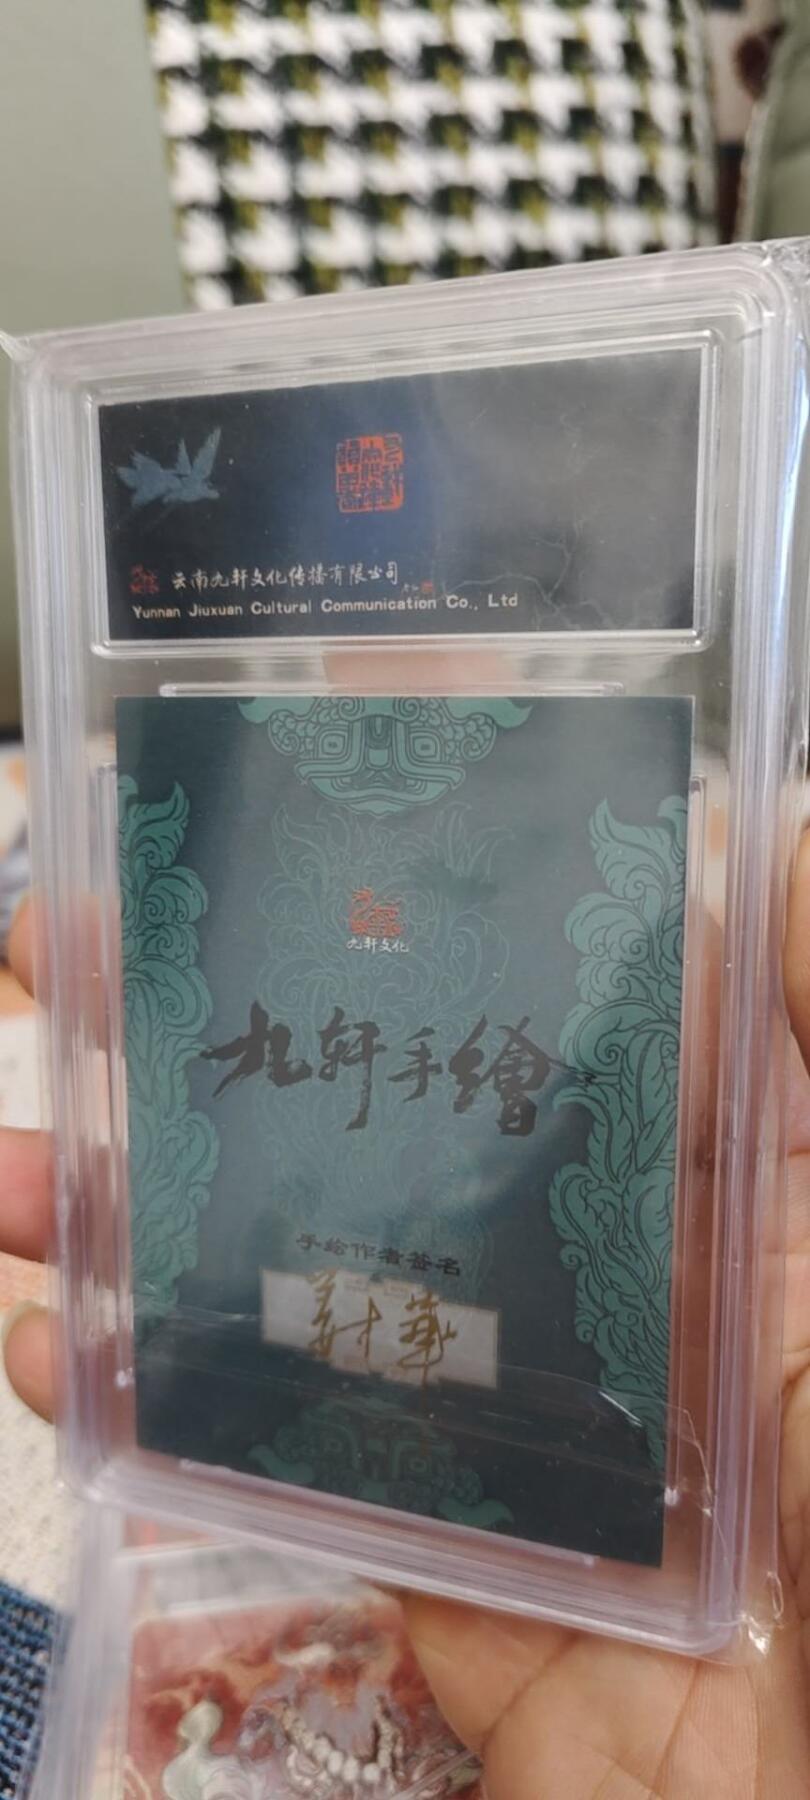 云南九轩文化传播有限公司
Yunnan Jiuxuan Cultural Communication Co., Ltd
九轩文化
九轩手繪
手绘作者签名